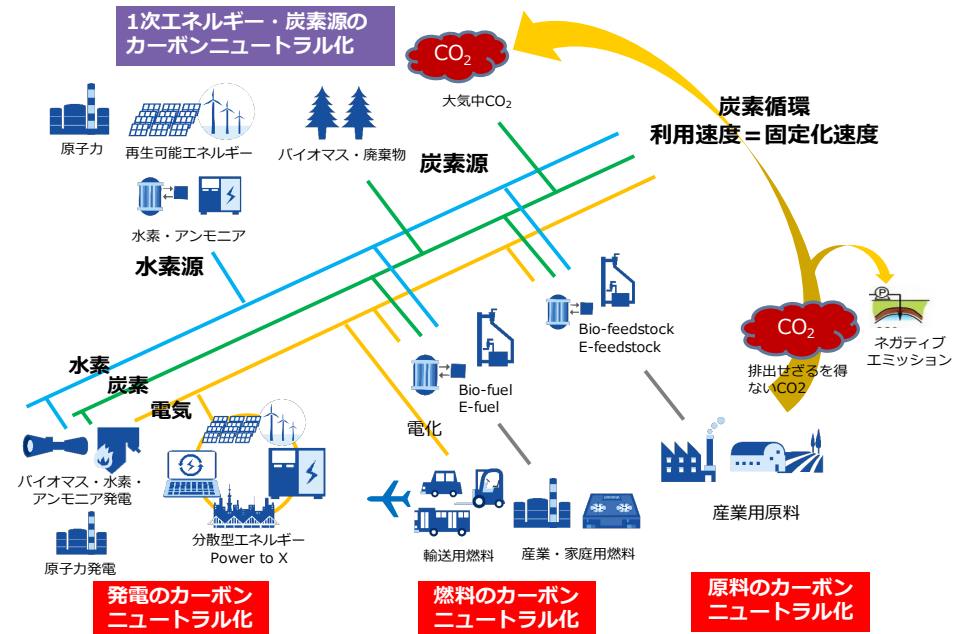 1次エネルギー・炭素源の
カーボンニュートラル化
CO2
大気中CO2
炭素循環
利用速度＝固定化速度
原子力
再生可能エネルギー
バイオマス・廃棄物
炭素源
水素・アンモニア
水素源
P
CO2
ネガティブ
エミッション
排出せざるを得
ないCO2
Bio-feedstock
E-feedstock
Bio-fuel
E-fuel
水素
炭素
電気
電化
バイオマス・水素・
アンモニア発電
原子力発電
分散型エネルギー
Power to X
輸送用燃料
産業・家庭用燃料
産業用原料
発電のカーボン
ニュートラル化
燃料のカーボン
ニュートラル化
原料のカーボン
ニュートラル化